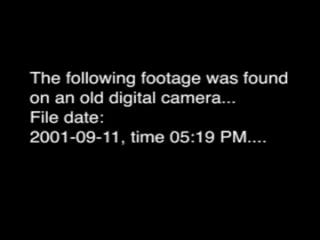 The following footage was found
on an old digital camera...
File date:
2001-09-11, time 05:19 PM....